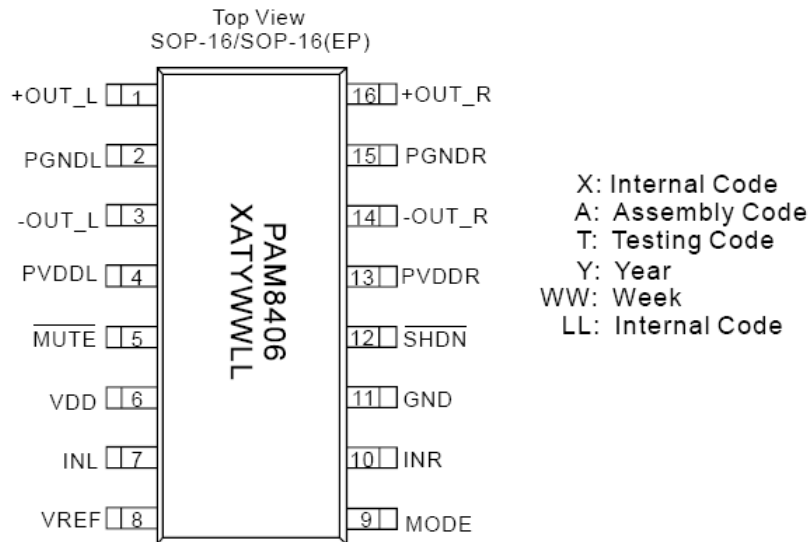 Top View
SOP-16/SOP-16(EP)
+OUT_L 1
16 +OUT_R
PGNDL 2
15 PGNDR
-OUT_L 3
14 -OUT_R
PVDDL 4
13 PVDDR
MUTE 5
12 SHDN
VDD 6
11 GND
INL 7
10 INR
VREF 8
9 MODE
PAM8406
XATYWWLL
X: Internal Code
A: Assembly Code
T: Testing Code
Y: Year
WW: Week
LL: Internal Code